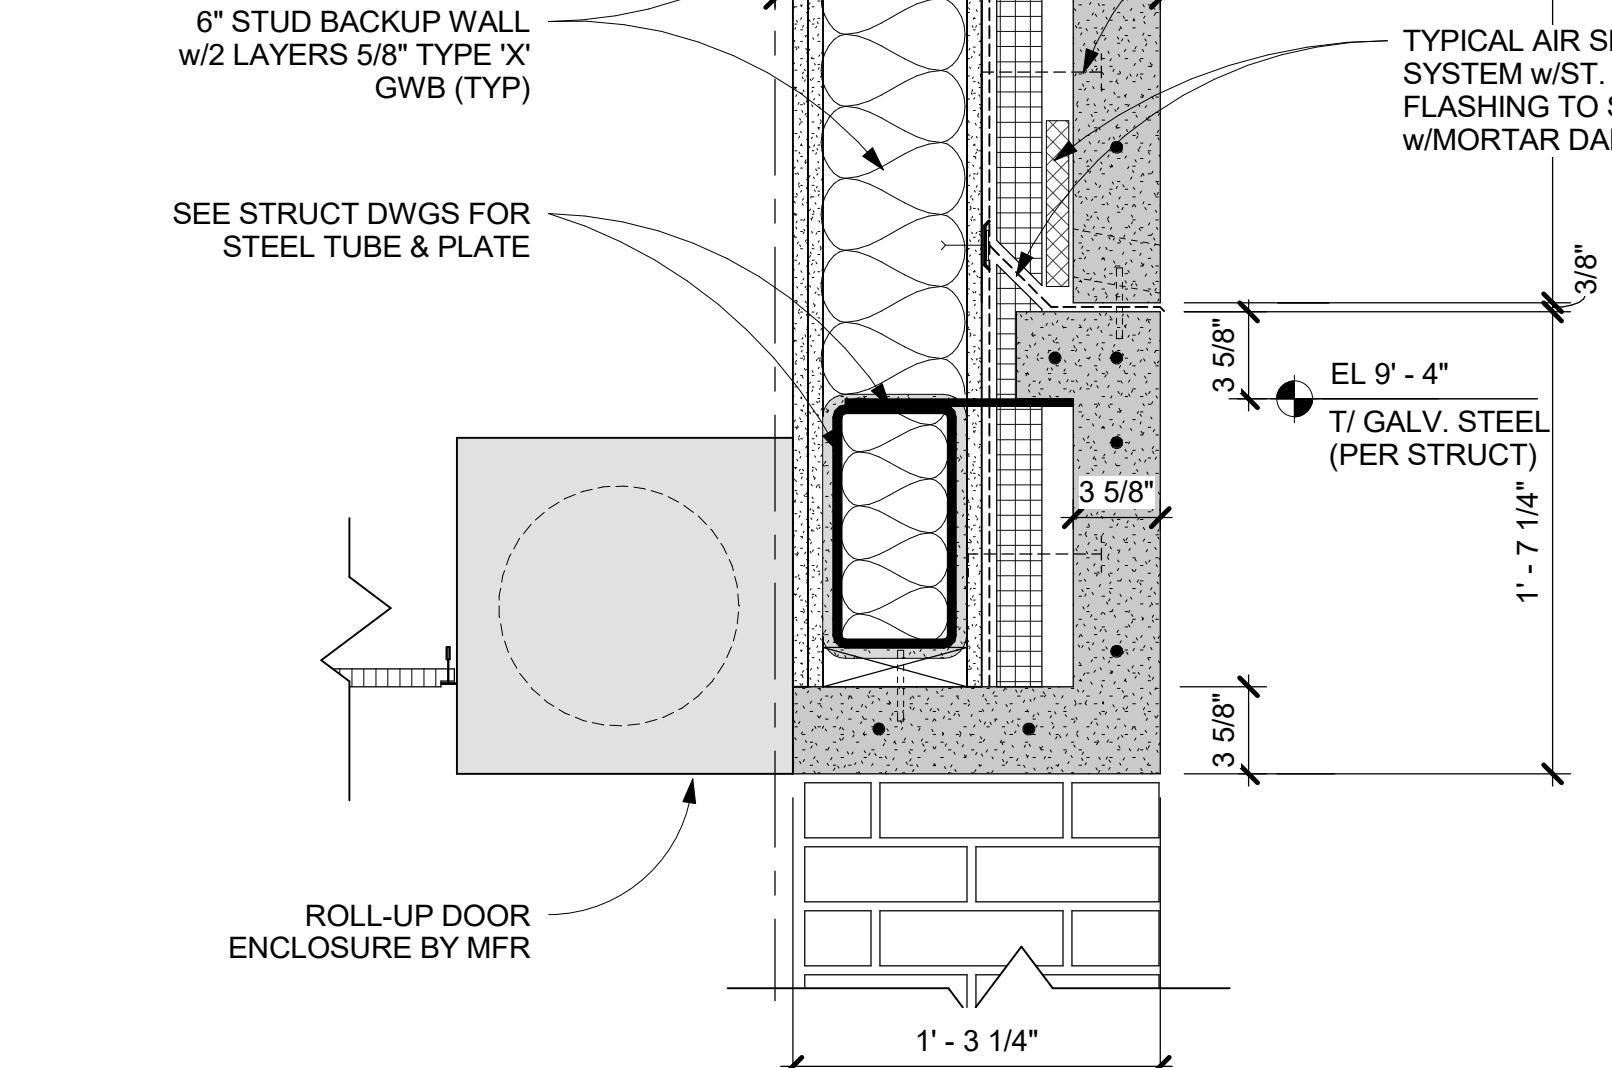 6" STUD BACKUP WALL
w/2 LAYERS 5/8" TYPE 'X'
GWB (TYP)
TYPICAL AIR
SYSTEM w/ST.
FLASHING TO
w/MORTAR
SEE STRUCT DWGS FOR
STEEL TUBE & PLATE
3/8"
3 5/8"
EL 9' - 4"
T/ GALV. STEEL
(PER STRUCT)
3 5/8"
1' - 7 1/4"
3 5/8"
ROLL-UP DOOR
ENCLOSURE BY MFR
1' - 3 1/4"